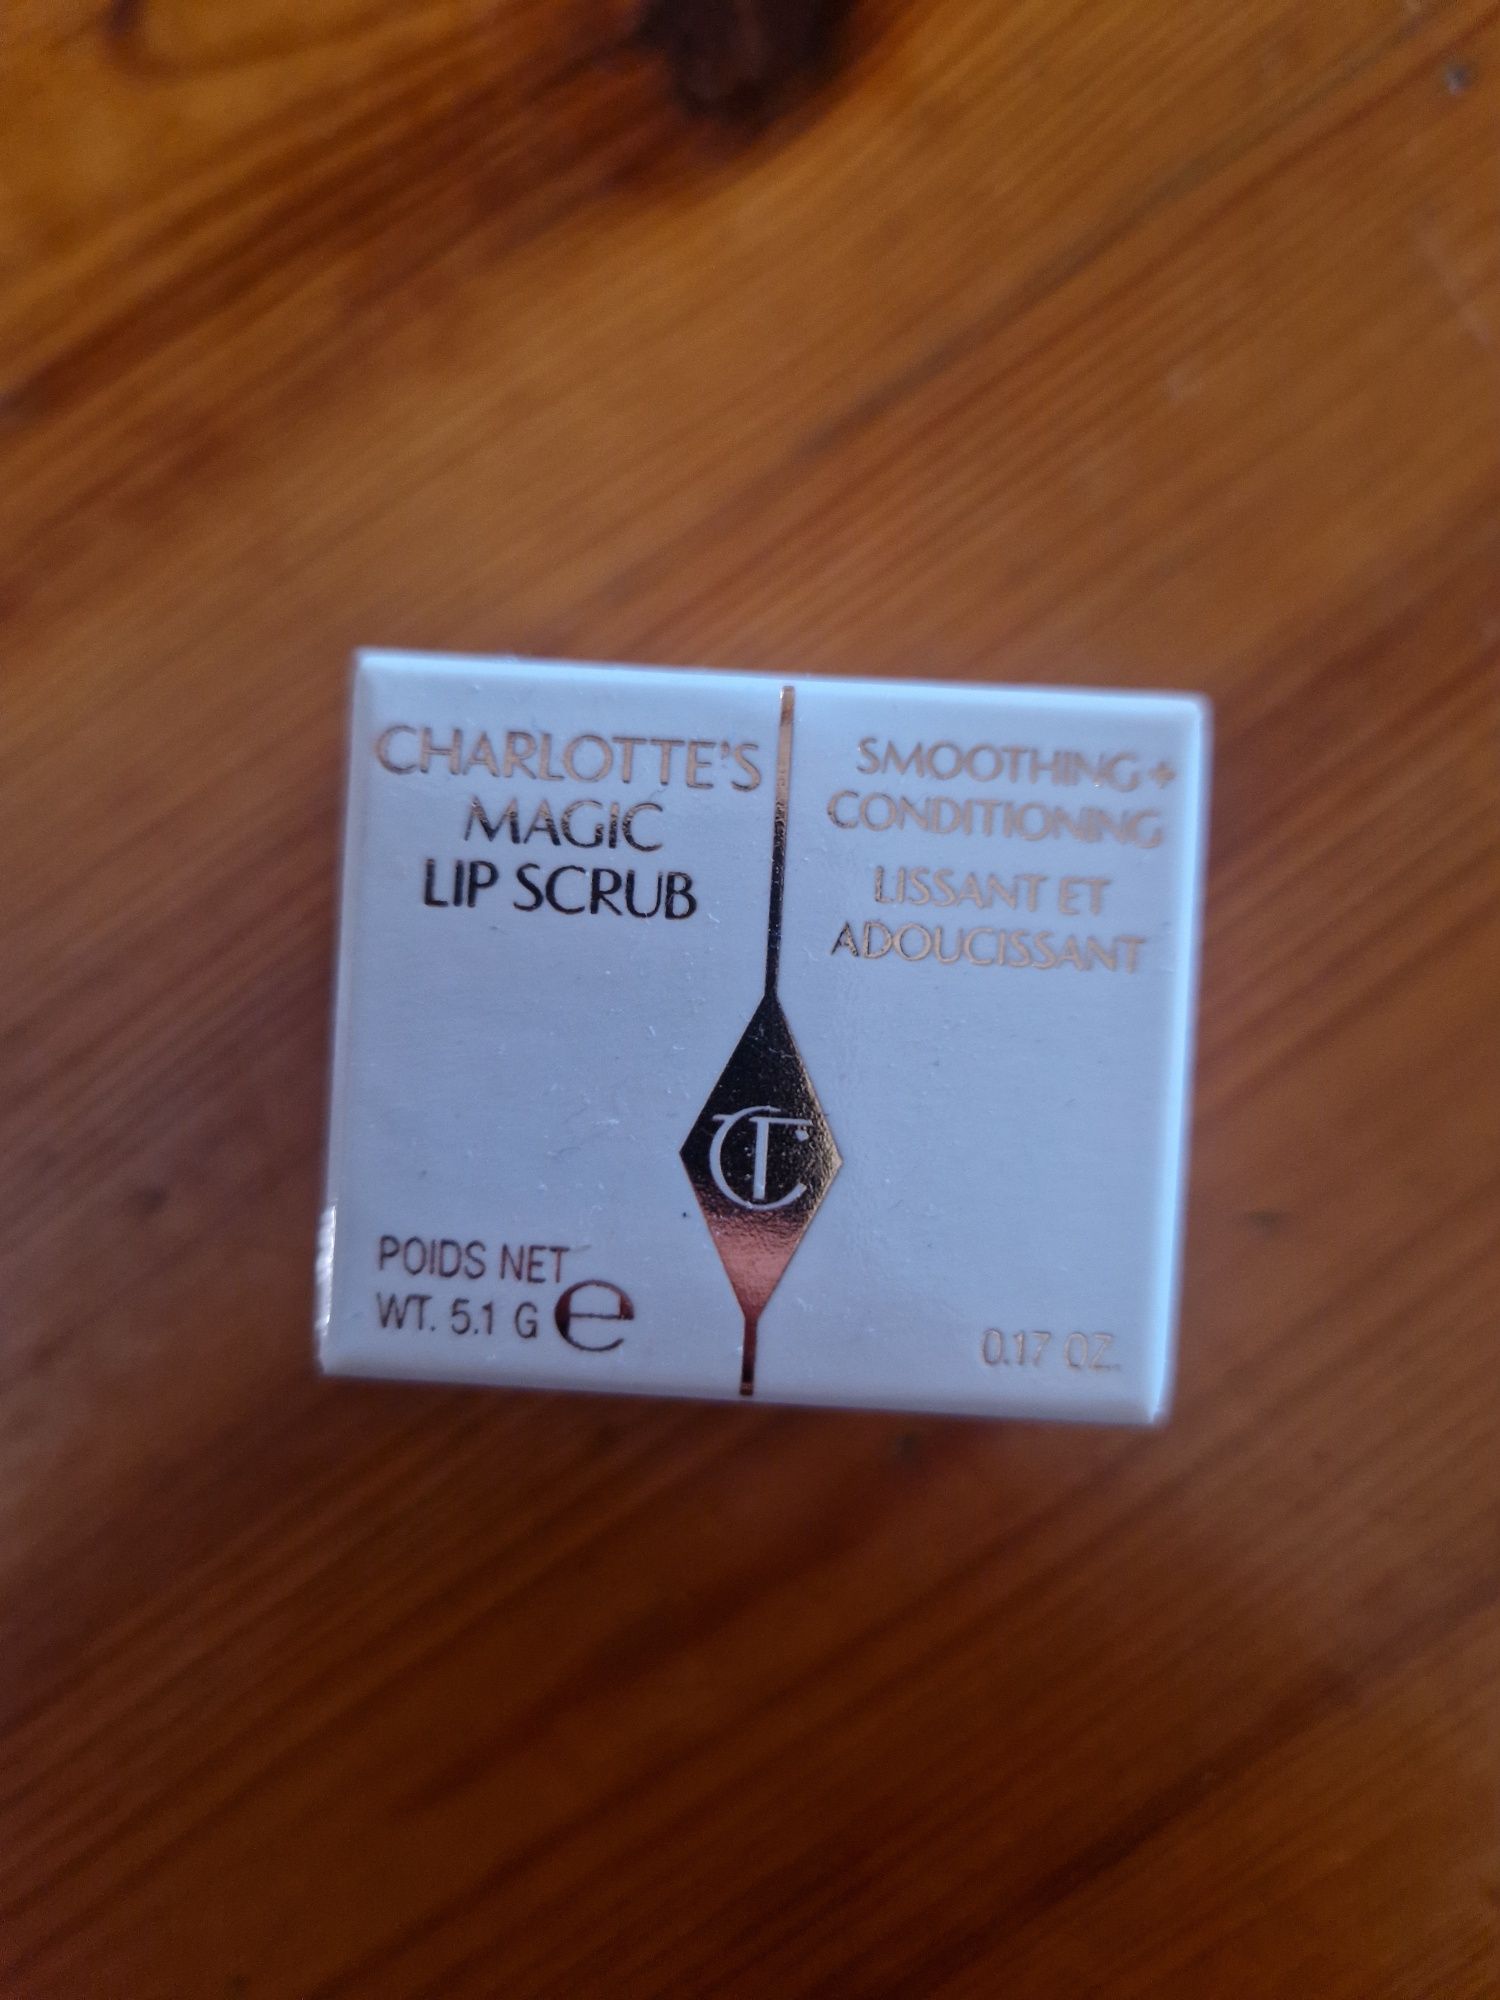 CHARLOTTE'S
MAGIC
LIP SCRUB
SMOOTHING +
CONDITIONING
LISSANT ET
ADOUCISSANT
CT
POIDS NET
WT. 5.1 G e
0.17 OZ.